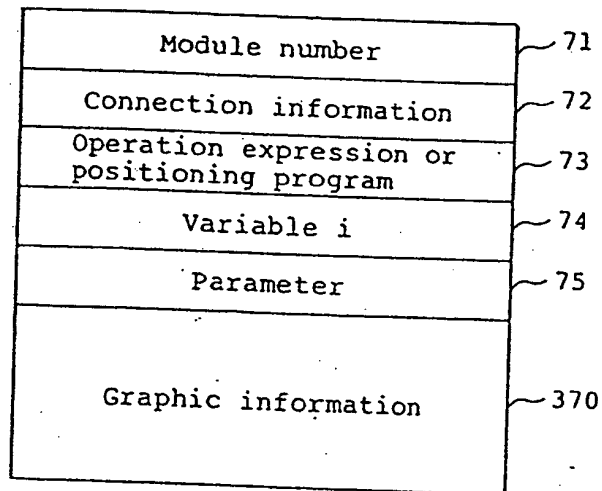 Module number 71
Connection information 72
Operation expression or
positioning program 73
Variable i 74
Parameter 75
Graphic information 370